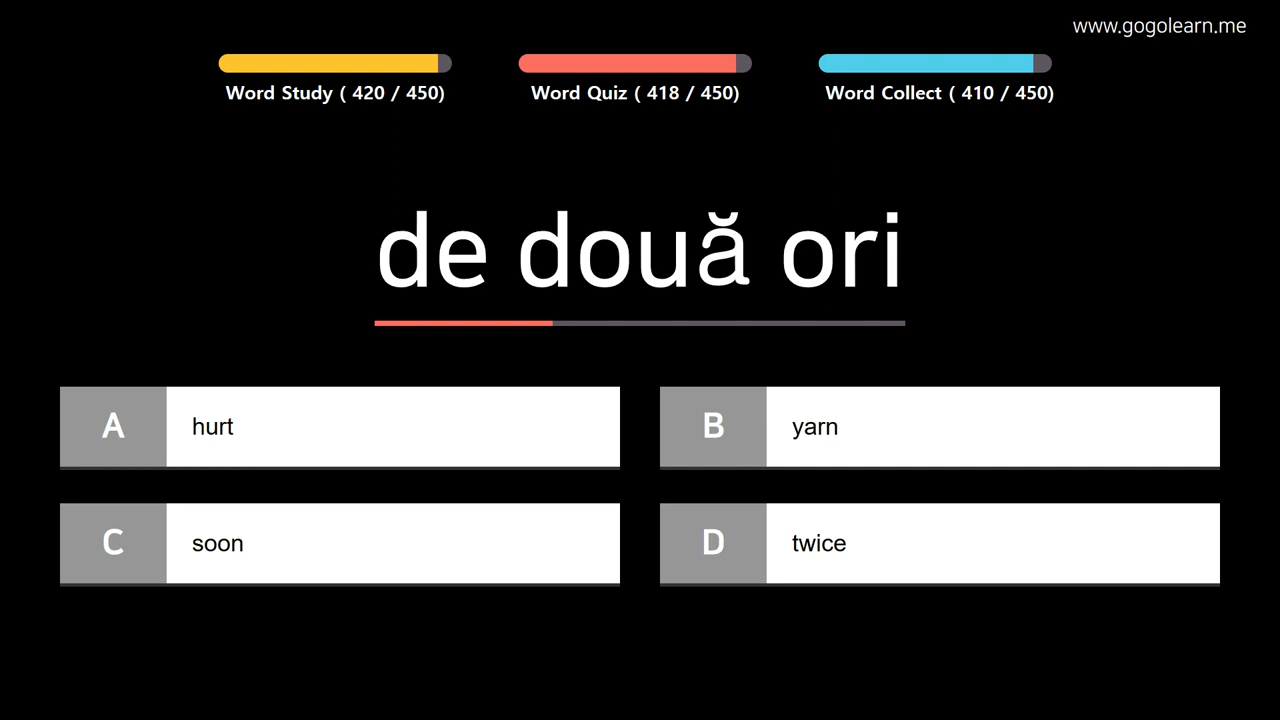 www.gogolearn.me
Word Study ( 420 / 450)
Word Quiz ( 418 / 450)
Word Collect ( 410 / 450)
de două ori
A hurt
B yarn
C soon
D twice